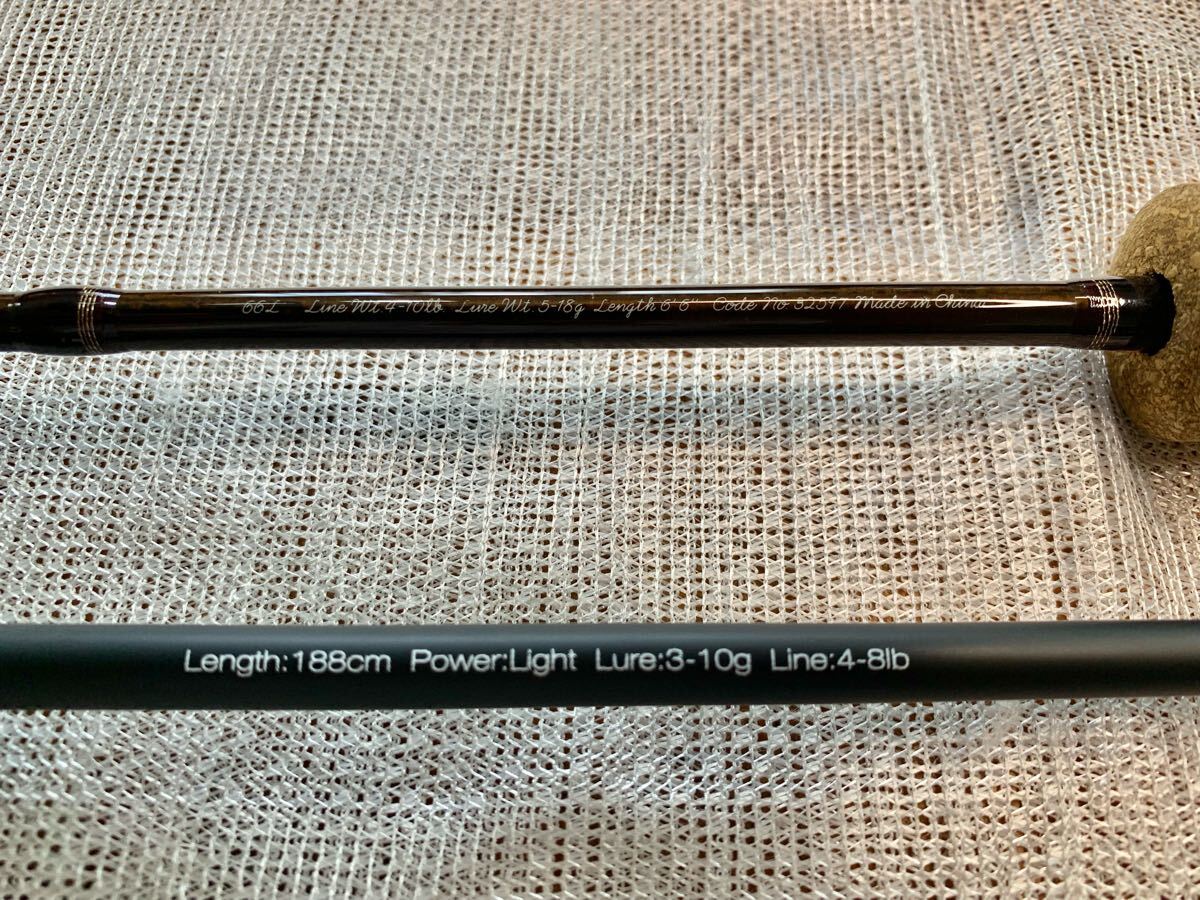 66L Line Wt. 4-10lb. Lure Wt. 5-18g Length 6'6" Code No 32597 Made in China
Length:188cm Power:Light Lure:3-10g Line:4-8lb